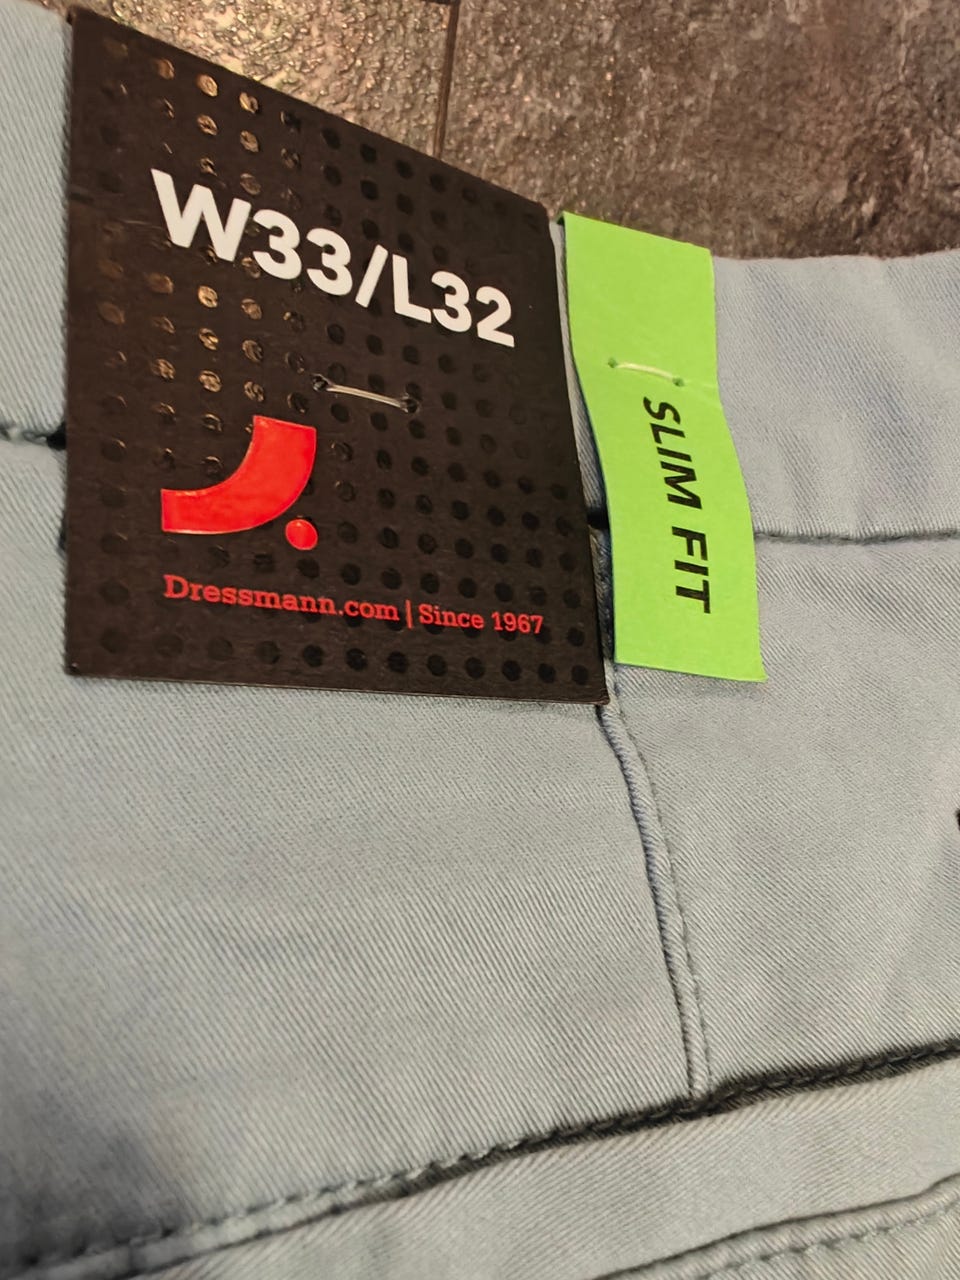 W33/L32
Dressmann.com | Since 1967
SLIM FIT